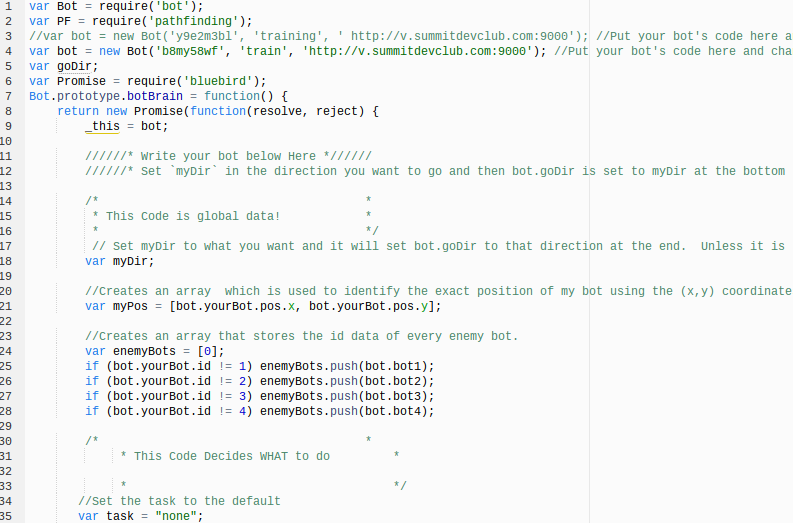 1 var Bot = require('bot');
2 var PF = require('pathfinding');
3 //var bot = new Bot('y9e2m3bl', 'training', ' http://v.summitdevclub.com:9000'); //Put your bot's code here a
4 var bot = new Bot('b8my58wf', 'train', 'http://v.summitdevclub.com:9000'); //Put your bot's code here and cha
5 var goDir;
6 var Promise = require('bluebird');
7 Bot.prototype.botBrain = function() {
8 return new Promise(function(resolve, reject) {
9 _this = bot;
10
11 //////* Write your bot below Here *//////
12 //////* Set `myDir` in the direction you want to go and then bot.goDir is set to myDir at the bottom
13
14 /* *
15 * This Code is global data! *
16 * */
17 // Set myDir to what you want and it will set bot.goDir to that direction at the end. Unless it is
18 var myDir;
19
20 //Creates an array which is used to identify the exact position of my bot using the (x,y) coordinate
21 var myPos = [bot.yourBot.pos.x, bot.yourBot.pos.y];
22
23 //Creates an array that stores the id data of every enemy bot.
24 var enemyBots = [0];
25 if (bot.yourBot.id != 1) enemyBots.push(bot.bot1);
26 if (bot.yourBot.id != 2) enemyBots.push(bot.bot2);
27 if (bot.yourBot.id != 3) enemyBots.push(bot.bot3);
28 if (bot.yourBot.id != 4) enemyBots.push(bot.bot4);
29
30 /* *
31 * This Code Decides WHAT to do *
32
33 * */
34 //Set the task to the default
35 var task = "none";